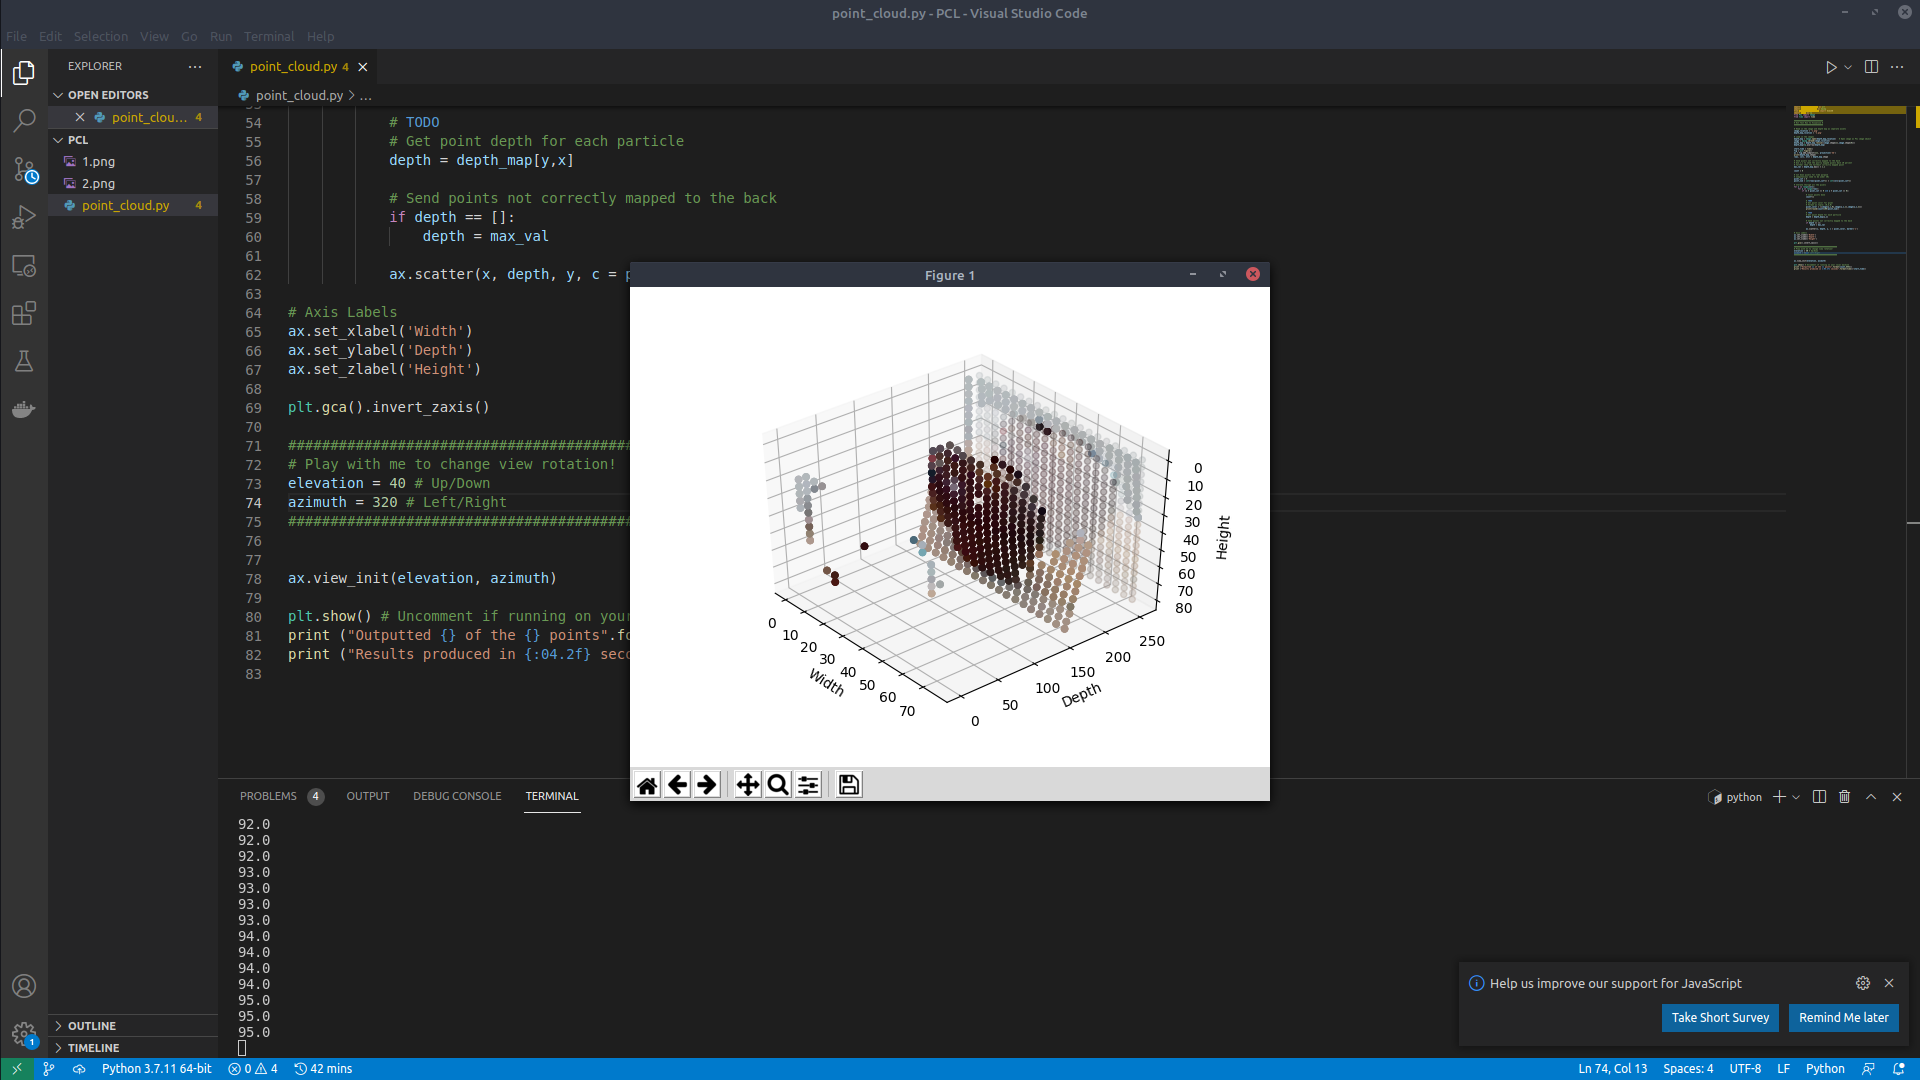 point_cloud.py - PCL - Visual Studio Code
File Edit Selection View Go Run Terminal Help
EXPLORER
OPEN EDITORS
point_clou... 4
PCL
1.png
2.png
point_cloud.py 4
point_cloud.py 4
point_cloud.py > ...
54 # TODO
55 # Get point depth for each particle
56 depth = depth_map[y,x]
57
58 # Send points not correctly mapped to the back
59 if depth == []:
60 depth = max_val
61
62 ax.scatter(x, depth, y, c = p
63
64 # Axis Labels
65 ax.set_xlabel('Width')
66 ax.set_ylabel('Depth')
67 ax.set_zlabel('Height')
68
69 plt.gca().invert_zaxis()
70
71 #########################################
72 # Play with me to change view rotation!
73 elevation = 40 # Up/Down
74 azimuth = 320 # Left/Right
75 #########################################
76
77
78 ax.view_init(elevation, azimuth)
79
80 plt.show() # Uncomment if running on your
81 print ("Outputted {} of the {} points".fo
82 print ("Results produced in {:04.2f} seco
83
Figure 1
0
10
20
30
40
50
60
70
80
Height
0
10
20
30
40
50
60
70
Width
0
50
100
150
200
250
Depth
PROBLEMS 4 OUTPUT DEBUG CONSOLE TERMINAL
python
92.0
92.0
92.0
93.0
93.0
93.0
93.0
94.0
94.0
94.0
94.0
95.0
95.0
95.0
Help us improve our support for JavaScript
Take Short Survey
Remind Me later
OUTLINE
TIMELINE
1
Python 3.7.11 64-bit 0 4 42 mins
Ln 74, Col 13 Spaces: 4 UTF-8 LF Python